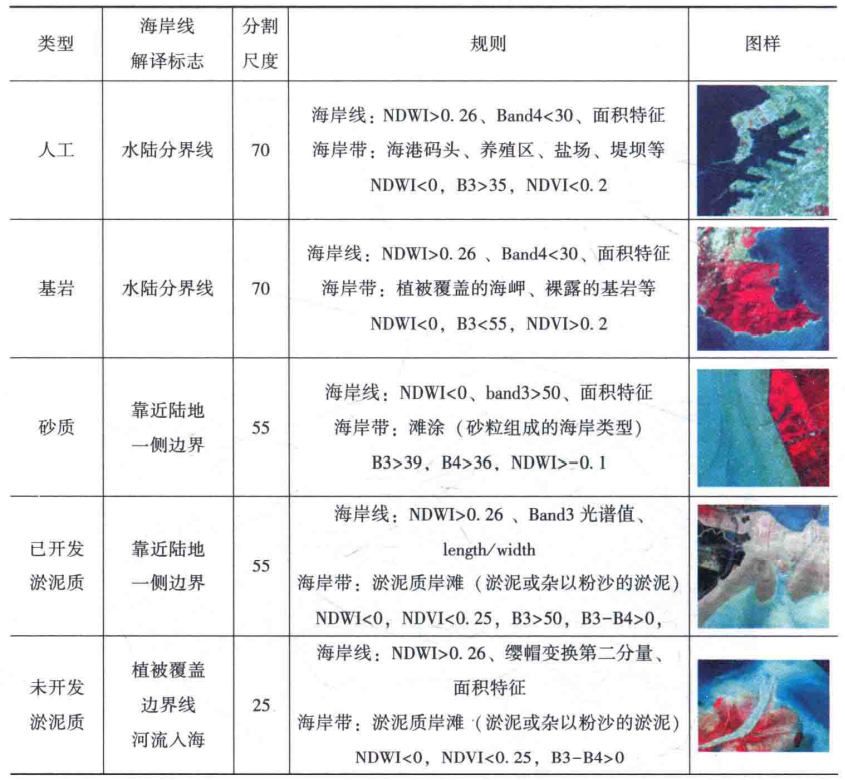 类型
海岸线
解译标志
分割
尺度
规则
图样
人工
水陆分界线
70
海岸线：NDWI>0.26、Band4<30、面积特征
海岸带：海港码头、养殖区、盐场、堤坝等
NDWI<0，B3>35，NDVI<0.2
基岩
水陆分界线
70
海岸线：NDWI>0.26 、Band4<30、面积特征
海岸带：植被覆盖的海岬、裸露的基岩等
NDWI<0，B3<55，NDVI>0.2
砂质
靠近陆地
一侧边界
55
海岸线：NDWI<0、band3>50、面积特征
海岸带：滩涂（砂粒组成的海岸类型）
B3>39，B4>36，NDWI>=0.1
已开发
淤泥质
靠近陆地
一侧边界
55
海岸线：NDWI>0.26 、Band3 光谱值、
length/width
海岸带：淤泥质岸滩（淤泥或杂以粉沙的淤泥）
NDWI<0，NDVI<0.25，B3>50，B3-B4>0，
未开发
淤泥质
植被覆盖
边界线
河流入海
25
海岸线：NDWI>0.26、缨帽变换第二分量、
面积特征
海岸带：淤泥质岸滩（淤泥或杂以粉沙的淤泥）
NDWI<0，NDVI<0.25，B3-B4>0